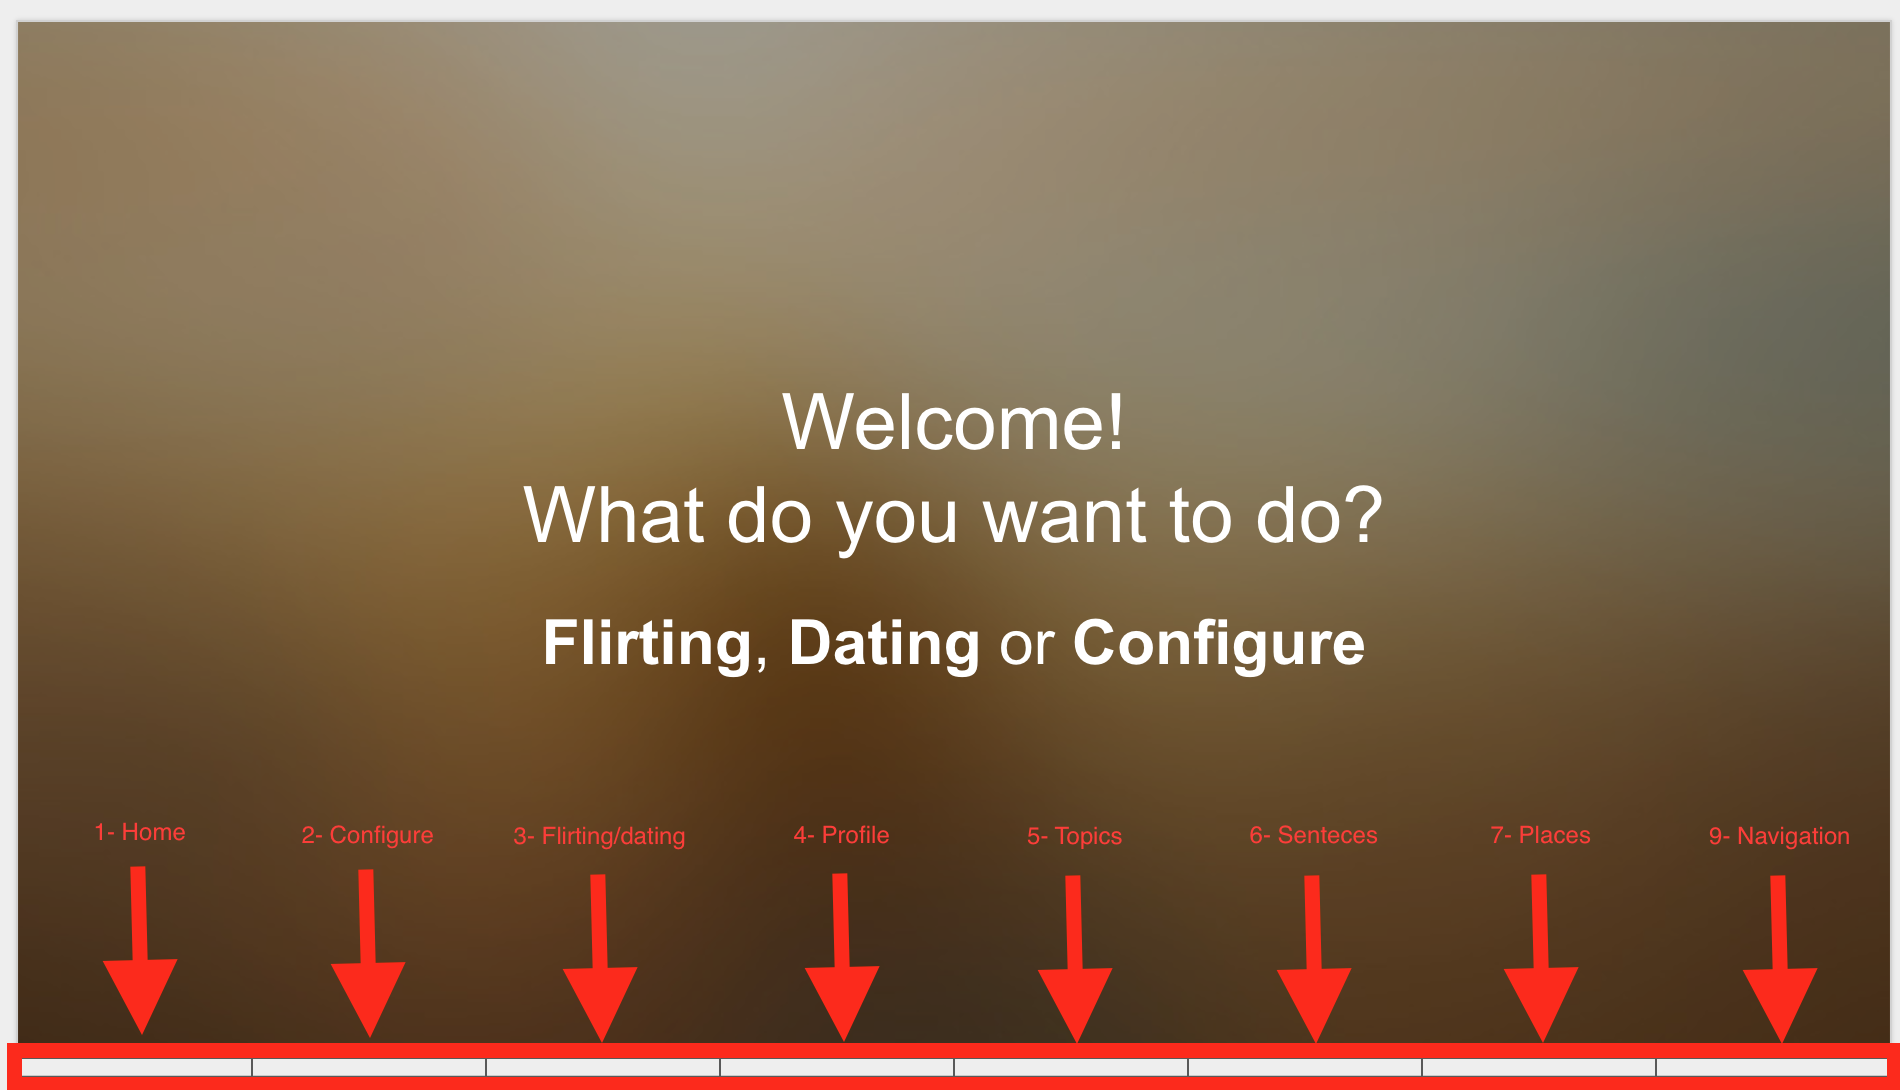 Welcome!
What do you want to do?
Flirting, Dating or Configure
1- Home
2- Configure
3- Flirting/dating
4- Profile
5- Topics
6- Senteces
7- Places
9- Navigation